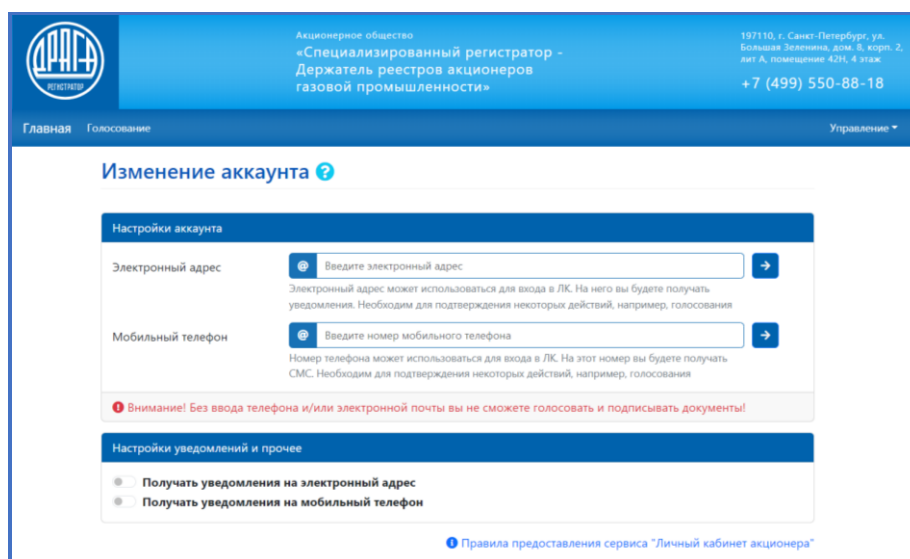 ДРАГА
РЕГИСТРАТОР
Акционерное общество
«Специализированный регистратор -
Держатель реестров акционеров
газовой промышленности»
197110, г. Санкт-Петербург, ул.
Большая Зеленина, дом. 8, корп. 2,
лит А, помещение 42Н, 4 этаж
+7 (499) 550-88-18
Главная Голосование Управление
Изменение аккаунта ?
Настройки аккаунта
Электронный адрес @ Введите электронный адрес
Электронный адрес может использоваться для входа в ЛК. На него вы будете получать
уведомления. Необходим для подтверждения некоторых действий, например, голосования
Мобильный телефон @ Введите номер мобильного телефона
Номер телефона может использоваться для входа в ЛК. На этот номер вы будете получать
СМС. Необходим для подтверждения некоторых действий, например, голосования
Внимание! Без ввода телефона и/или электронной почты вы не сможете голосовать и подписывать документы!
Настройки уведомлений и прочее
Получать уведомления на электронный адрес
Получать уведомления на мобильный телефон
Правила предоставления сервиса "Личный кабинет акционера"